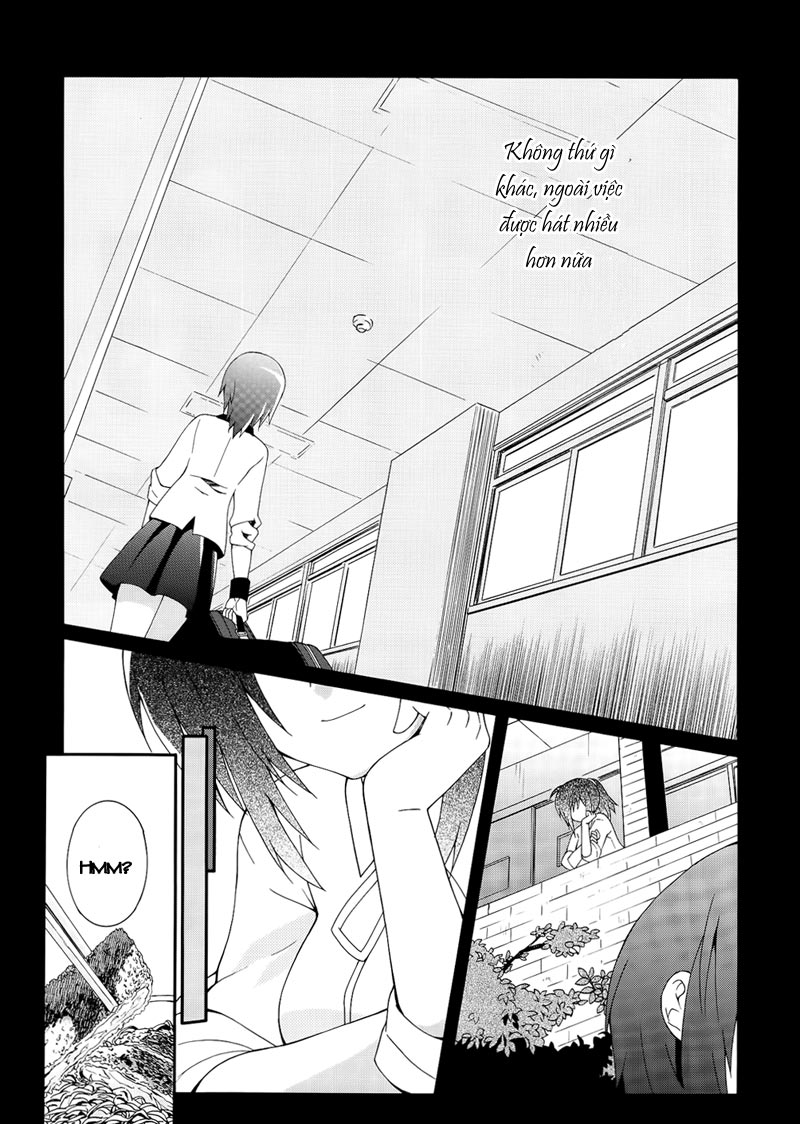 Không thứ gì
khác, ngoài việc
được hát nhiều
hơn nữa
HMM?